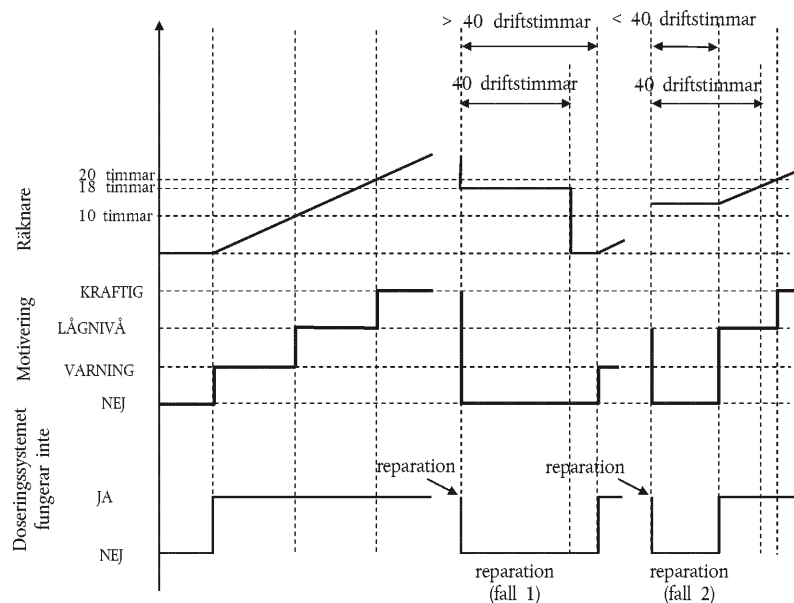 > 40 driftstimmar
< 40 driftstimmar
40 driftstimmar
40 driftstimmar
20 timmar
18 timmar
10 timmar
Räknare
KRAFTIG
LÅGNIVÅ
VARNING
NEJ
Motivering
reparation
reparation
JA
NEJ
Doseringssystemet
fungerar inte
reparation
(fall 1)
reparation
(fall 2)